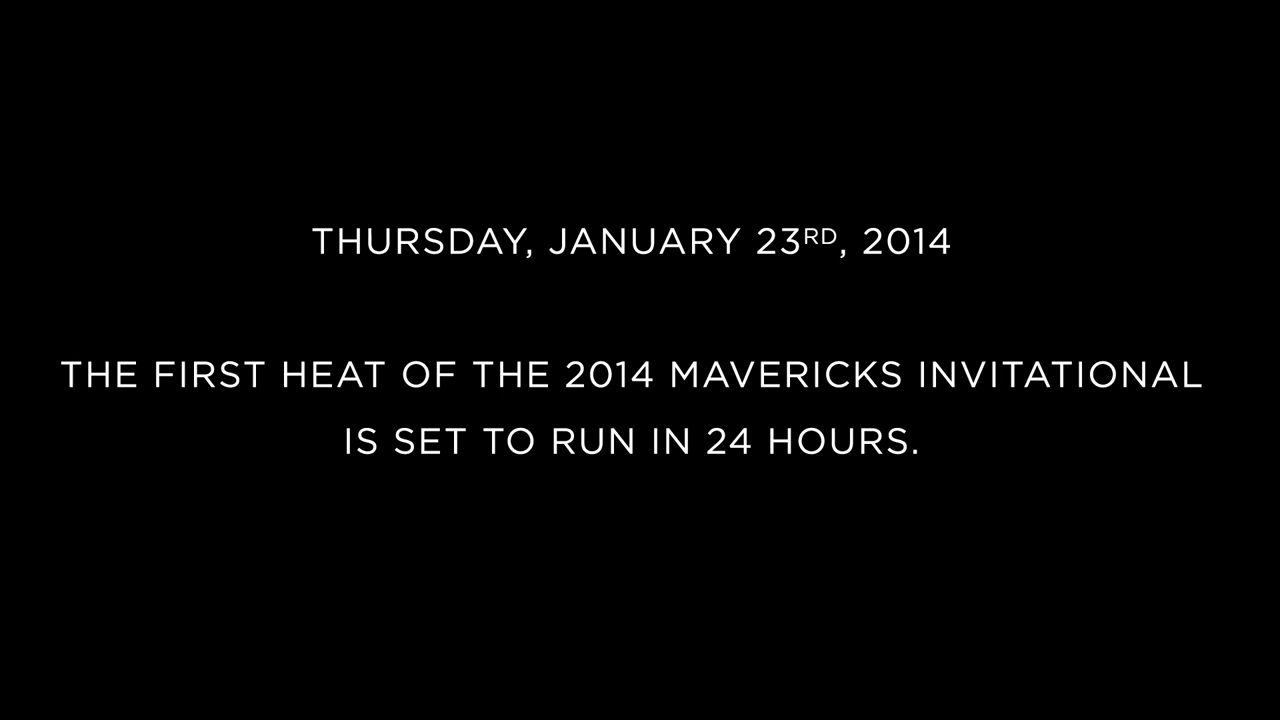 THURSDAY, JANUARY 23RD, 2014
THE FIRST HEAT OF THE 2014 MAVERICKS INVITATIONAL
IS SET TO RUN IN 24 HOURS.